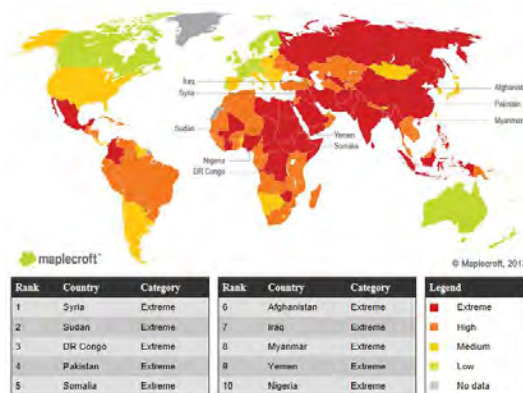 Iraq
Syria
Sudan
Nigeria
DR Congo
Yemen
Somalia
Afghanistan
Pakistan
Myanmar
maplecroft
© Maplecroft, 201
Rank Country Category
1 Syria Extreme
2 Sudan Extreme
3 DR Congo Extreme
4 Pakistan Extreme
5 Somalia Extreme
Rank Country Category
6 Afghanistan Extreme
7 Iraq Extreme
8 Myanmar Extreme
9 Yemen Extreme
10 Nigeria Extreme
Legend
Extreme
High
Medium
Low
No data